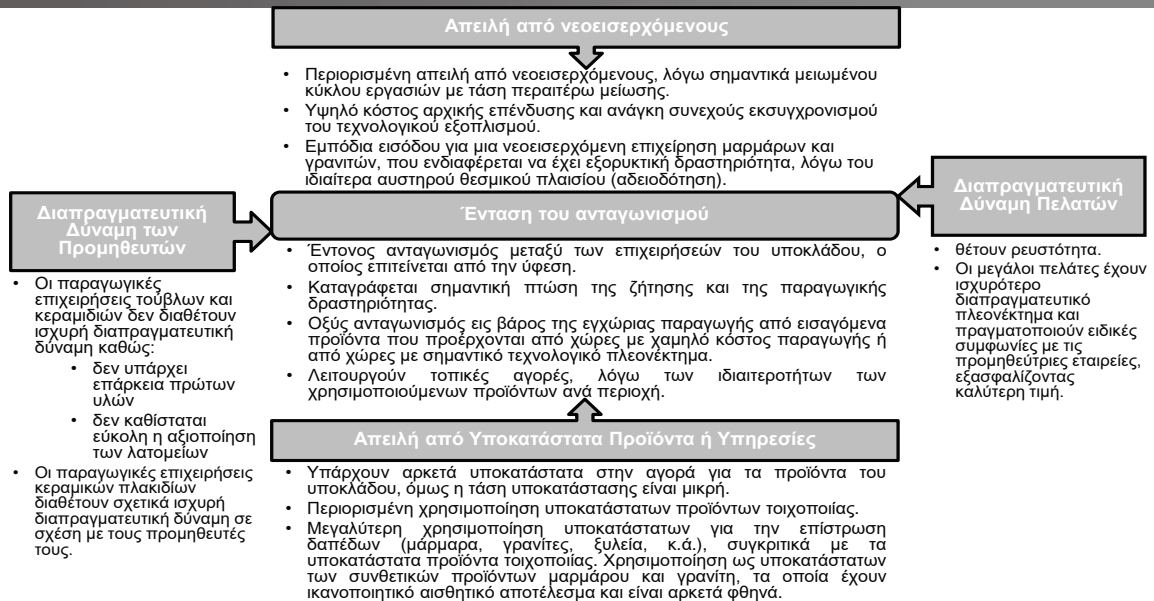 Απειλή από νεοεισερχόμενους
• Περιορισμένη απειλή από νεοεισερχόμενους, λόγω σημαντικά μειωμένου
κύκλου εργασιών με τάση περαιτέρω μείωσης.
• Υψηλό κόστος αρχικής επένδυσης και ανάγκη συνεχούς εκσυγχρονισμού
του τεχνολογικού εξοπλισμού.
• Εμπόδια εισόδου για μια νεοεισερχόμενη επιχείρηση μαρμάρων και
γρανιτών, που ενδιαφέρεται να έχει εξορυκτική δραστηριότητα, λόγω του
ιδιαίτερα αυστηρού θεσμικού πλαισίου (αδειοδότηση).
Διαπραγματευτική
Δύναμη των
Προμηθευτών
• Οι παραγωγικές
επιχειρήσεις τούβλων και
κεραμιδιών δεν διαθέτουν
ισχυρή διαπραγματευτική
δύναμη καθώς:
• δεν υπάρχει
επάρκεια πρώτων
υλών
• δεν καθίσταται
εύκολη η αξιοποίηση
των λατομείων
• Οι παραγωγικές επιχειρήσεις
κεραμικών πλακιδίων
διαθέτουν σχετικά ισχυρή
διαπραγματευτική δύναμη σε
σχέση με τους προμηθευτές
τους.
Ένταση του ανταγωνισμού
• Έντονος ανταγωνισμός μεταξύ των επιχειρήσεών του υποκλάδου, ο
οποίος επιτείνεται από την ύφεση.
• Καταγράφεται σημαντική πτώση της ζήτησης και της παραγωγικής
δραστηριότητας.
• Οξύς ανταγωνισμός εις βάρος της εγχώριας παραγωγής από εισαγόμενα
προϊόντα που προέρχονται από χώρες με χαμηλό κόστος παραγωγής ή
από χώρες με σημαντικό τεχνολογικό πλεονέκτημα.
• Λειτουργούν τοπικές αγορές, λόγω των ιδιαιτεροτήτων των
χρησιμοποιούμενων προϊόντων ανά περιοχή.
Διαπραγματευτική
Δύναμη Πελατών
• θέτουν ρευστότητα.
• Οι μεγάλοι πελάτες έχουν
ισχυρότερο
διαπραγματευτικό
πλεονέκτημα και
πραγματοποιούν ειδικές
συμφωνίες με τις
προμηθεύτριες εταιρείες,
εξασφαλίζοντας
καλύτερη τιμή.
Απειλή από Υποκατάστατα Προϊόντα ή Υπηρεσίες
• Υπάρχουν αρκετά υποκατάστατα στην αγορά για τα προϊόντα του
υποκλάδου, όμως η τάση υποκατάστασης είναι μικρή.
• Περιορισμένη χρησιμοποίηση υποκατάστατων προϊόντων τοιχοποιίας.
• Μεγαλύτερη χρησιμοποίηση υποκατάστατων για την επίστρωση
δαπέδων (μάρμαρα, γρανίτες, ξυλεία, κ.ά.), συγκριτικά με τα
υποκατάστατα προϊόντα τοιχοποιίας. Χρησιμοποίηση ως υποκατάστατων
των συνθετικών προϊόντων μαρμάρου και γρανίτη, τα οποία έχουν
ικανοποιητικό αισθητικό αποτέλεσμα και είναι αρκετά φθηνά.